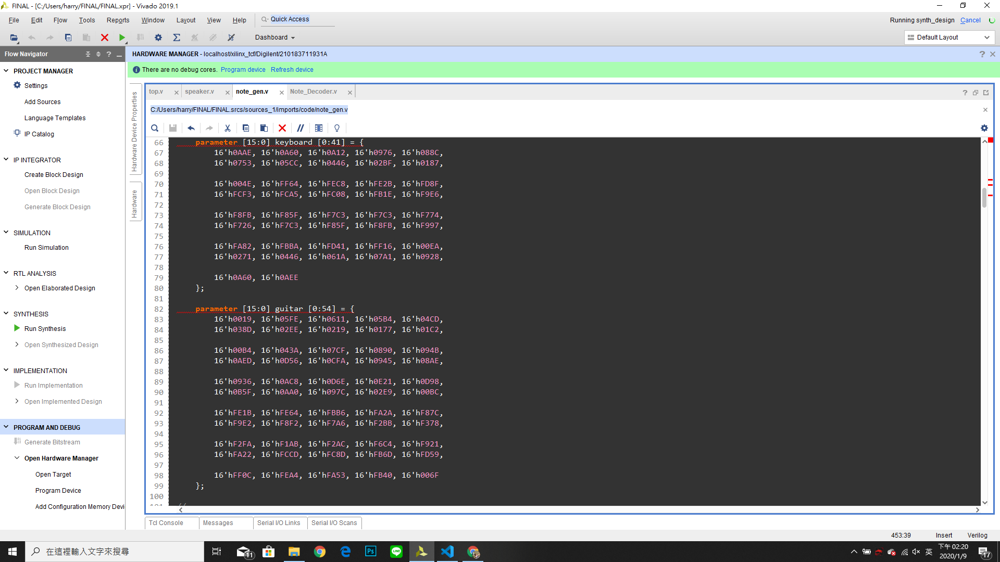 FINAL - [C:/Users/harry/FINAL/FINAL.xpr] - Vivado 2019.1
File Edit Flow Tools Reports Window Layout View Help Quick Access
Running synth_design Cancel
Dashboard
Default Layout
Flow Navigator
HARDWARE MANAGER - localhost/xilinx_tcf/Digilent/210183711931A
There are no debug cores. Program device Refresh device
PROJECT MANAGER
Settings
Add Sources
Language Templates
IP Catalog
IP INTEGRATOR
Create Block Design
Open Block Design
Generate Block Design
SIMULATION
Run Simulation
RTL ANALYSIS
Open Elaborated Design
SYNTHESIS
Run Synthesis
Open Synthesized Design
IMPLEMENTATION
Run Implementation
Open Implemented Design
PROGRAM AND DEBUG
Generate Bitstream
Open Hardware Manager
Open Target
Program Device
Add Configuration Memory Devi
Hardware Device Properties
Hardware
top.v speaker.v note_gen.v Note_Decoder.v
C:/Users/harry/FINAL/FINAL.srcs/sources_1/imports/code/note_gen.v
66 parameter [15:0] keyboard [0:41] = {
67 16'h0AAE, 16'h0A60, 16'h0A12, 16'h0976, 16'h088C,
68 16'h0753, 16'h05CC, 16'h0446, 16'h02BF, 16'h0187,
69
70 16'h004E, 16'hFF64, 16'hFEC8, 16'hFE2B, 16'hFD8F,
71 16'hFCF3, 16'hFCA5, 16'hFC08, 16'hFB1E, 16'hF9E6,
72
73 16'hF8FB, 16'hF85F, 16'hF7C3, 16'hF7C3, 16'hF774,
74 16'hF726, 16'hF7C3, 16'hF85F, 16'hF8FB, 16'hF997,
75
76 16'hFA82, 16'hFBBA, 16'hFD41, 16'hFF16, 16'h00EA,
77 16'h0271, 16'h0446, 16'h061A, 16'h07A1, 16'h0928,
78
79 16'h0A60, 16'h0AEE
80 };
81
82 parameter [15:0] guitar [0:54] = {
83 16'h0019, 16'h05FE, 16'h0611, 16'h05B4, 16'h04CD,
84 16'h038D, 16'h02EE, 16'h0219, 16'h0177, 16'h01C2,
85
86 16'h00B4, 16'h043A, 16'h07CF, 16'h0890, 16'h094B,
87 16'h0AED, 16'h0D56, 16'h0CFA, 16'h0945, 16'h08AE,
88
89 16'h0936, 16'h0AC8, 16'h0D6E, 16'h0E21, 16'h0D98,
90 16'h0B5F, 16'h0AA0, 16'h097C, 16'h02E9, 16'h00BC,
91
92 16'hFE1B, 16'hFE64, 16'hFBB6, 16'hFA2A, 16'hF87C,
93 16'hF9E2, 16'hF8F2, 16'hF7A6, 16'hF2BB, 16'hF378,
94
95 16'hF2FA, 16'hF1AB, 16'hF2AC, 16'hF6C4, 16'hF921,
96 16'hFA22, 16'hFCCD, 16'hFC8D, 16'hFB6D, 16'hFD59,
97
98 16'hFF0C, 16'hFEA4, 16'hFA53, 16'hFB40, 16'h006F
99 };
100
101 //
Tcl Console Messages Serial I/O Links Serial I/O Scans
453:39 Insert Verilog
在這裡輸入文字來搜尋
11
Ps
LINE
英
下午 02:20
2020/1/9
17